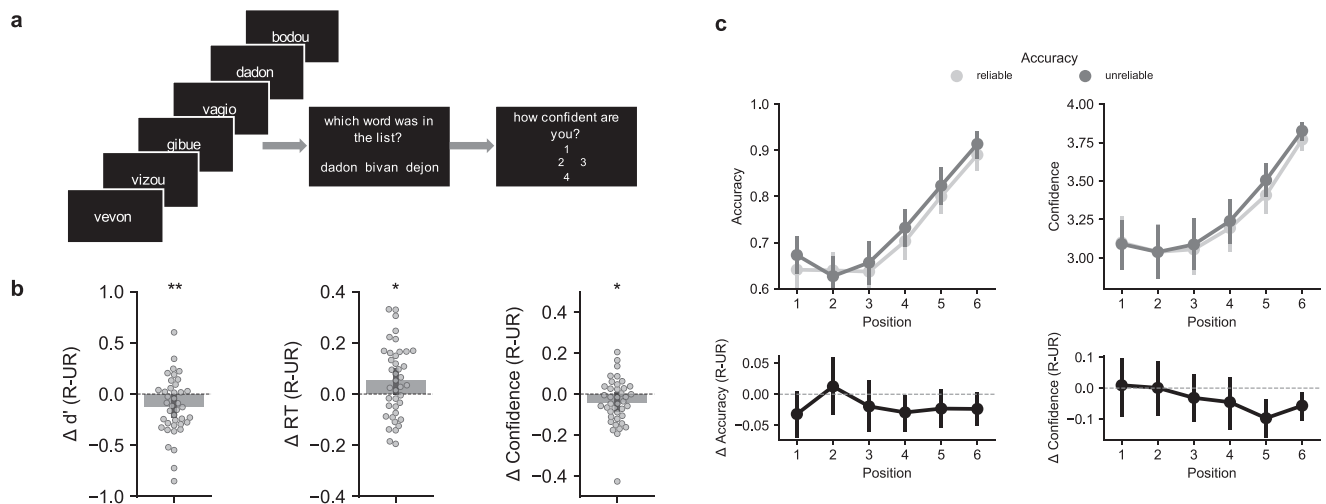 a
bodou
dadon
vagio
gibue
vizou
vevon
which word was in
the list?
dadon bivan dejon
how confident are
you?
1
2 3
4
b
1.0
0.5
0.0
−0.5
−1.0
Δ d' (R-UR)
**
0.4
0.2
0.0
0.2
0.4
−0.4
Δ RT (R-UR)
*
0.4
0.2
0.0
−0.2
−0.4
Δ Confidence (R-UR)
*
c
Accuracy
reliable unreliable
1.0
0.9
0.8
0.7
0.6
Accuracy
1 2 3 4 5 6
Position
4.00
3.75
3.50
3.25
3.00
Confidence
1 2 3 4 5 6
Position
0.05
0.00
−0.05
Δ Accuracy (R-UR)
1 2 3 4 5 6
Position
0.1
0.0
−0.1
Δ Confidence (R-UR)
1 2 3 4 5 6
Position